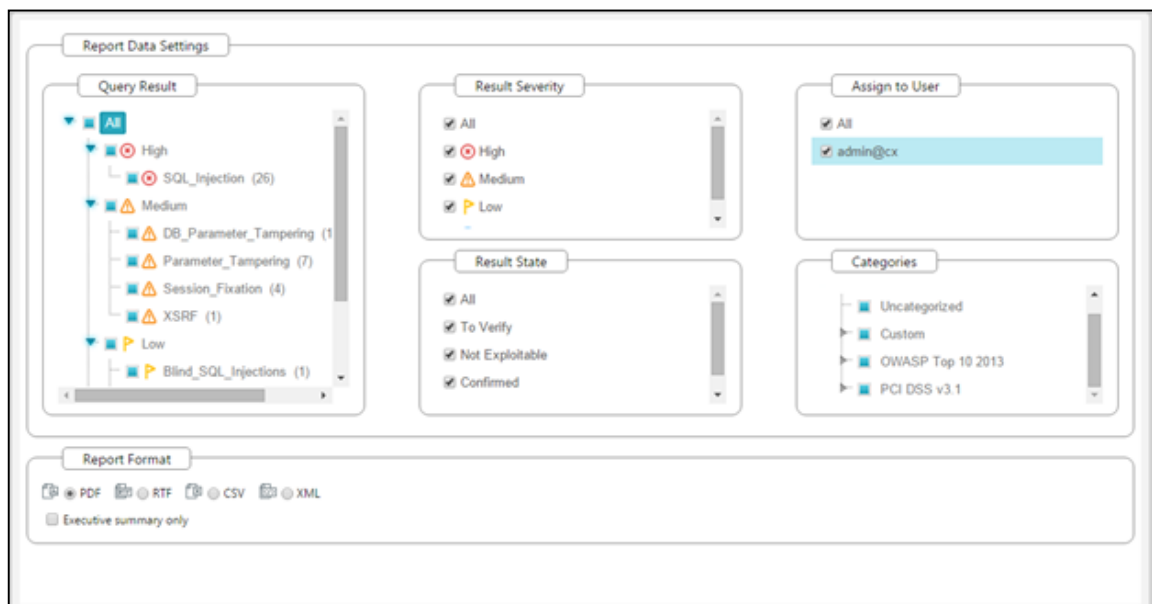 Report Data Settings
Query Result
All
High
SQL_Injection (26)
Medium
DB_Parameter_Tampering (1
Parameter_Tampering (7)
Session_Fixation (4)
XSRF (1)
Low
Blind_SQL_Injections (1)
Result Severity
All
High
Medium
Low
Assign to User
All
admin@cx
Result State
All
To Verify
Not Exploitable
Confirmed
Categories
Uncategorized
Custom
OWASP Top 10 2013
PCI DSS v3.1
Report Format
PDF RTF CSV XML
Executive summary only